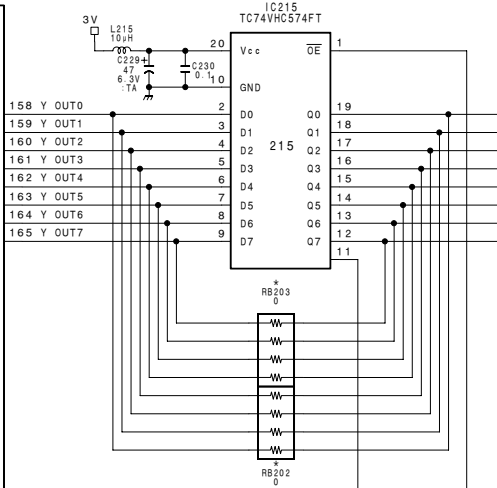 IC215
TC74VHC574FT
3V
L215
10μH
20 Vcc OE 1
C229+
47
6.3V
:TA
C230
0.1
10 GND
158 Y OUT0 2 D0 Q0 19
159 Y OUT1 3 D1 Q1 18
160 Y OUT2 4 D2 Q2 17
215
161 Y OUT3 5 D3 Q3 16
162 Y OUT4 6 D4 Q4 15
163 Y OUT5 7 D5 Q5 14
164 Y OUT6 8 D6 Q6 13
165 Y OUT7 9 D7 Q7 12
11
*
RB203
0
*
RB202
0